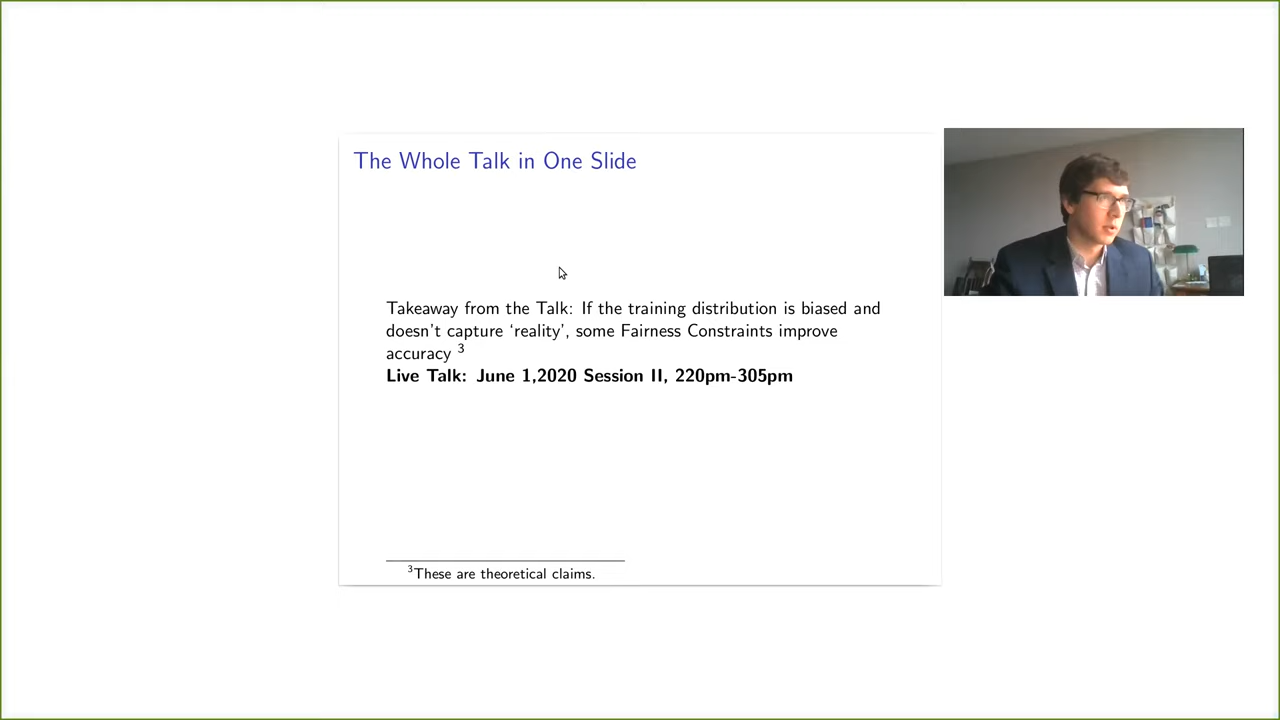 The Whole Talk in One Slide
Takeaway from the Talk: If the training distribution is biased and
doesn't capture ‘reality’, some Fairness Constraints improve
accuracy 3
Live Talk: June 1,2020 Session II, 220pm-305pm
3These are theoretical claims.